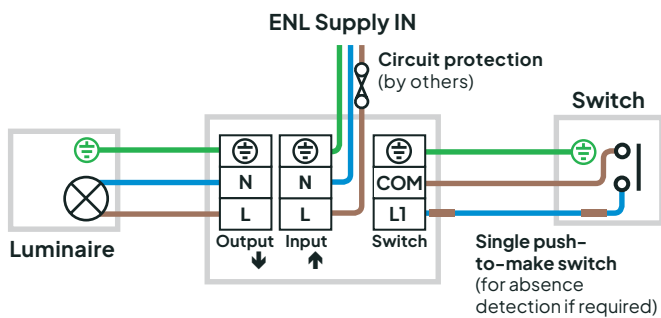 ENL Supply IN
Circuit protection
(by others)
Switch
N
N
COM
L
L
L1
Output
Input
Switch
Luminaire
Single push-
to-make switch
(for absence
detection if required)